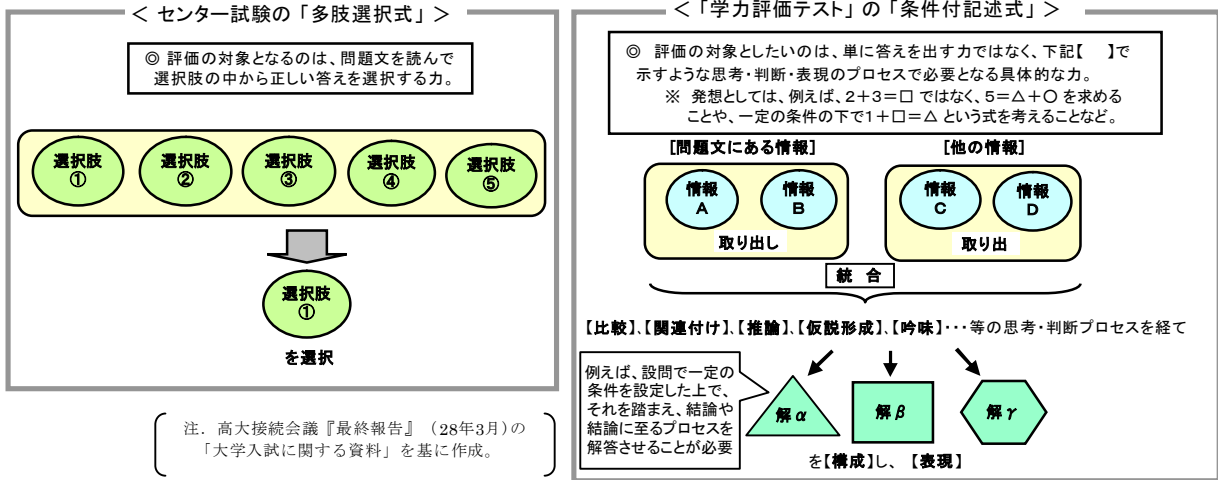 < センター試験の「多肢選択式」 >
◎ 評価の対象となるのは、問題文を読んで
選択肢の中から正しい答えを選択する力。
選択肢
①
選択肢
②
選択肢
③
選択肢
④
選択肢
⑤
選択肢
①
を選択
注. 高大接続会議『最終報告』(28年3月)の
「大学入試に関する資料」を基に作成。
<「学力評価テスト」の「条件付記述式」>
◎ 評価の対象としたいのは、単に答えを出す力ではなく、下記【　　】で
示すような思考・判断・表現のプロセスで必要となる具体的な力。
※ 発想としては、例えば、2+3=□ ではなく、5=△+○ を求める
ことや、一定の条件の下で1+□=△ という式を考えることなど。
[問題文にある情報]
[他の情報]
情報
A
情報
B
取り出し
情報
C
情報
D
取り出
統 合
【比較】、【関連付け】、【推論】、【仮説形成】、【吟味】・・・等の思考・判断プロセスを経て
例えば、設問で一定の
条件を設定した上で、
それを踏まえ、結論や
結論に至るプロセスを
解答させることが必要
解α
解β
解γ
を【構成】し、【表現】